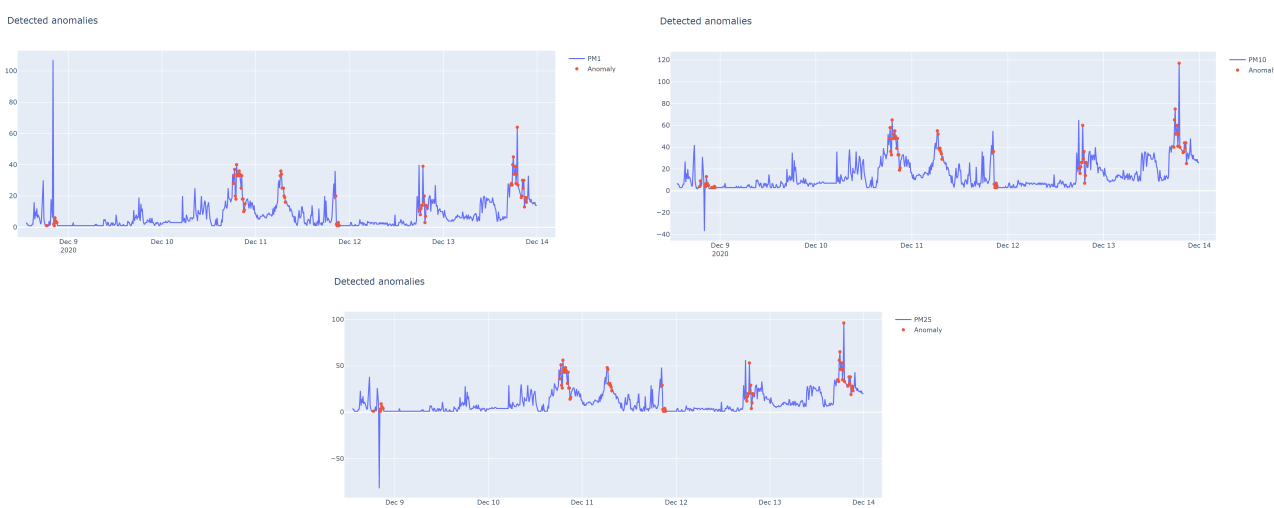 Detected anomalies
PM1
Anomaly
100
80
60
40
20
0
Dec 9
2020
Dec 10
Dec 11
Dec 12
Dec 13
Dec 14
Detected anomalies
PM10
Anomal
120
100
80
60
40
20
0
−20
−40
Dec 9
2020
Dec 10
Dec 11
Dec 12
Dec 13
Dec 14
Detected anomalies
PM25
Anomaly
100
50
0
−50
Dec 9
Dec 10
Dec 11
Dec 12
Dec 13
Dec 14